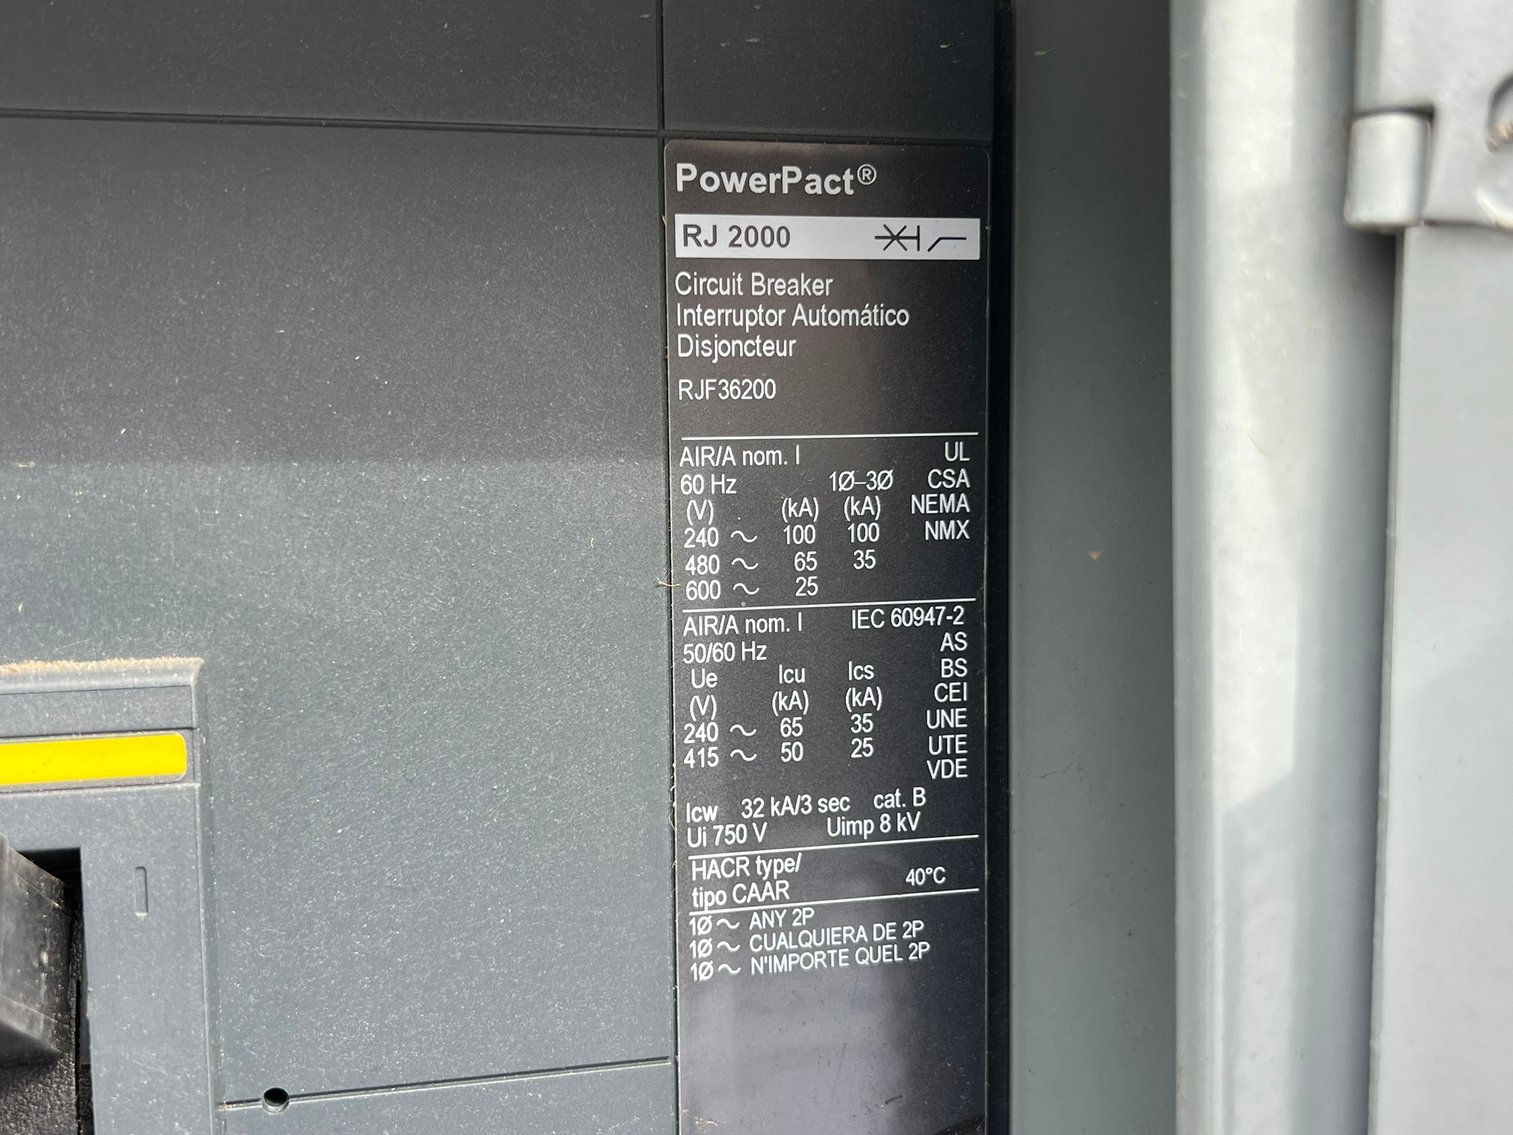 PowerPact®
RJ 2000
Circuit Breaker
Interruptor Automático
Disjoncteur
RJF36200
AIR/A nom. I UL
60 Hz 1Ø–3Ø CSA
(V) (kA) (kA) NEMA
240 ~ 100 100 NMX
480 ~ 65 35
600 ~ 25
AIR/A nom. I IEC 60947-2
50/60 Hz AS
Ue Icu Ics BS
(V) (kA) (kA) CEI
240 ~ 65 35 UNE
415 ~ 50 25 UTE
VDE
Icw 32 kA/3 sec cat. B
Ui 750 V Uimp 8 kV
HACR type/
tipo CAAR 40°C
1Ø ~ ANY 2P
1Ø ~ CUALQUIERA DE 2P
1Ø ~ N'IMPORTE QUEL 2P